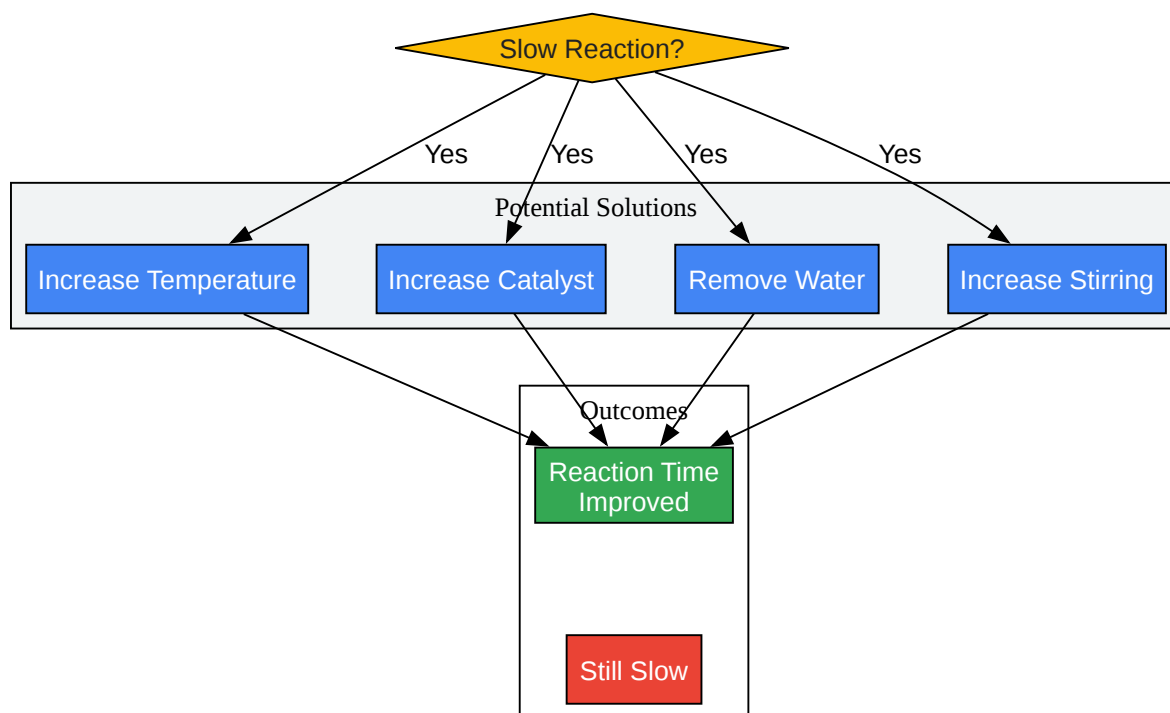 Slow Reaction?
Yes
Yes
Yes
Yes
Potential Solutions
Increase Temperature
Increase Catalyst
Remove Water
Increase Stirring
Outcomes
Reaction Time
Improved
Still Slow